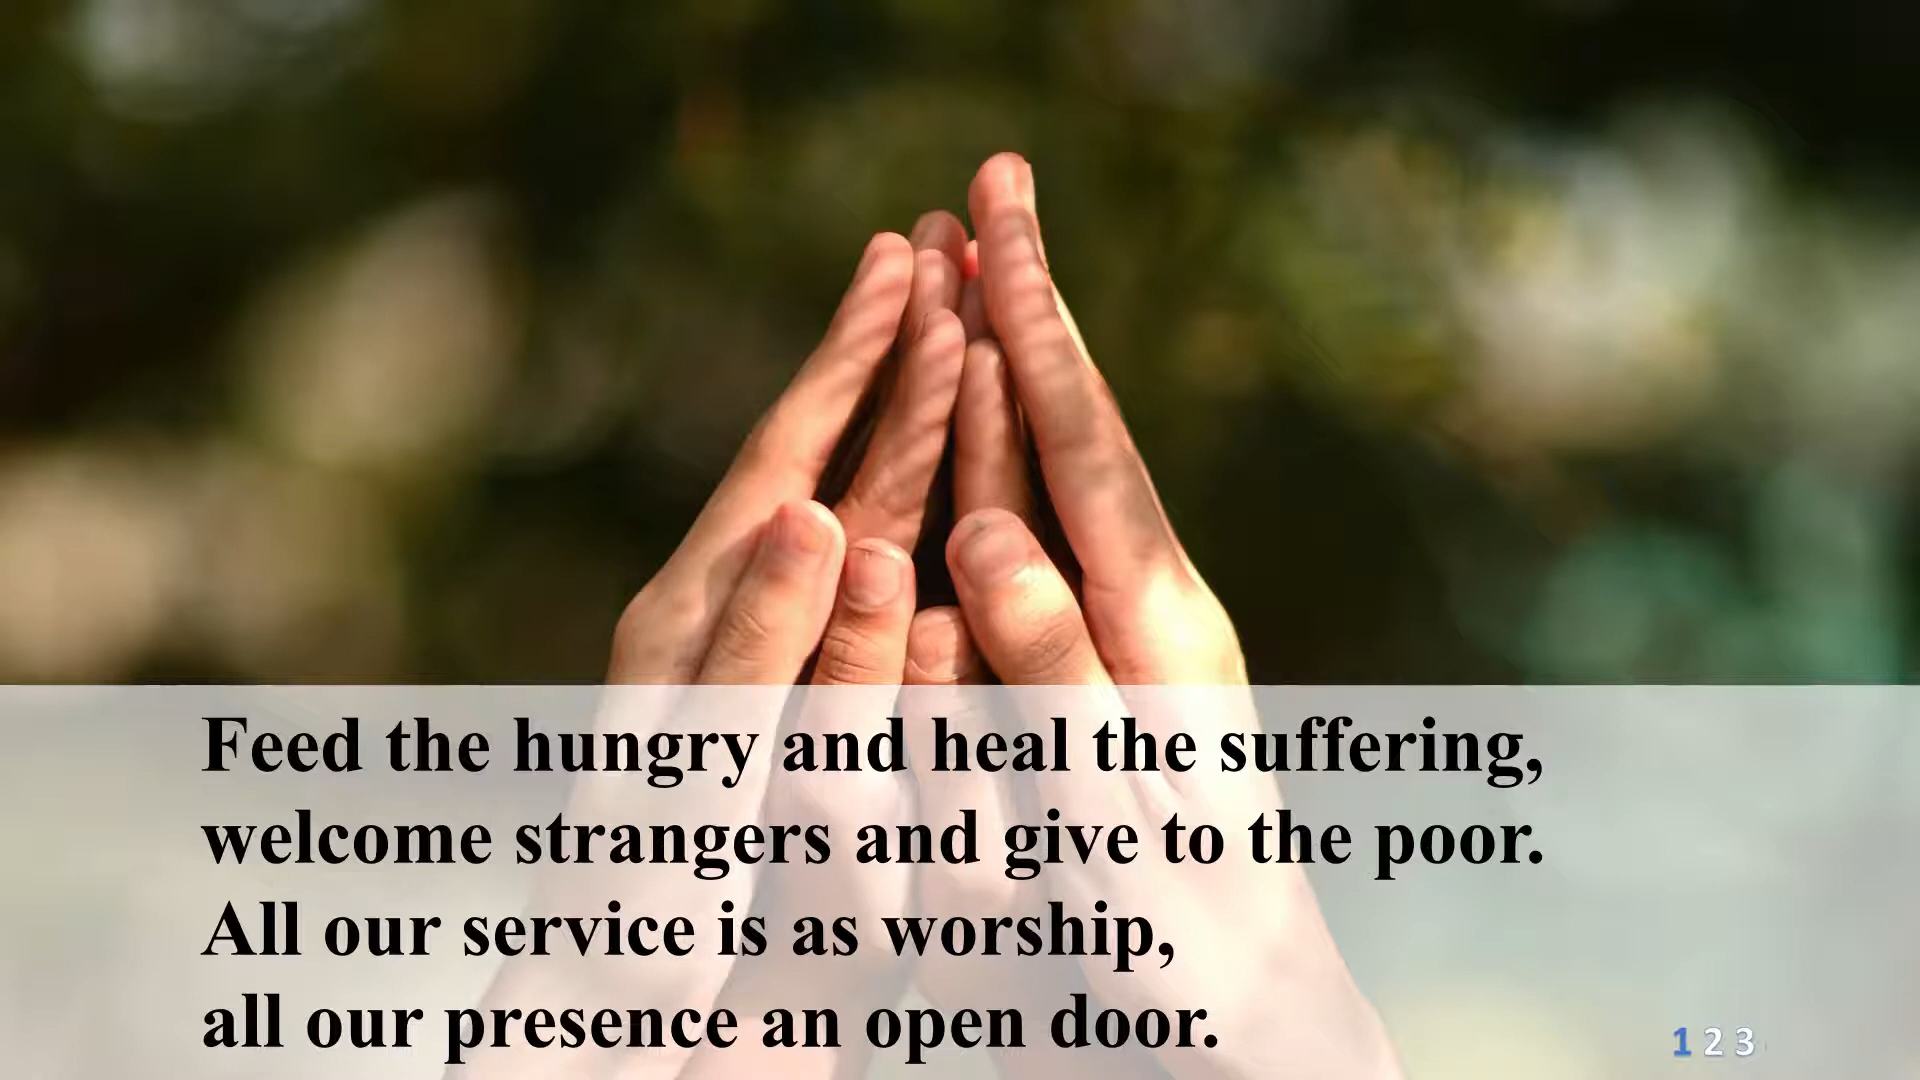 Feed the hungry and heal the suffering,
welcome strangers and give to the poor.
All our service is as worship,
all our presence an open door.
1 2 3